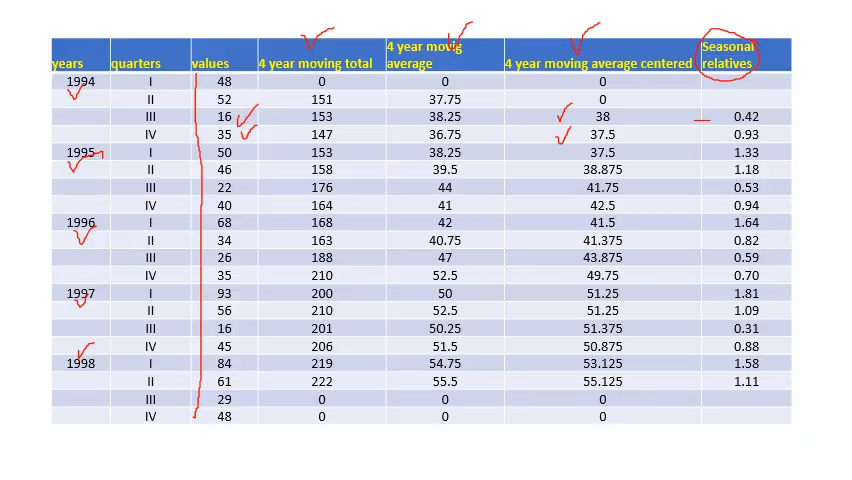 years quarters values 4 year moving total 4 year moving average 4 year moving average centered Seasonal relatives
1994 I 48 0 0 0
II 52 151 37.75 0
III 16 153 38.25 38 0.42
IV 35 147 36.75 37.5 0.93
1995 I 50 153 38.25 37.5 1.33
II 46 158 39.5 38.875 1.18
III 22 176 44 41.75 0.53
IV 40 164 41 42.5 0.94
1996 I 68 168 42 41.5 1.64
II 34 163 40.75 41.375 0.82
III 26 188 47 43.875 0.59
IV 35 210 52.5 49.75 0.70
1997 I 93 200 50 51.25 1.81
II 56 210 52.5 51.25 1.09
III 16 201 50.25 51.375 0.31
IV 45 206 51.5 50.875 0.88
1998 I 84 219 54.75 53.125 1.58
II 61 222 55.5 55.125 1.11
III 29 0 0 0
IV 48 0 0 0